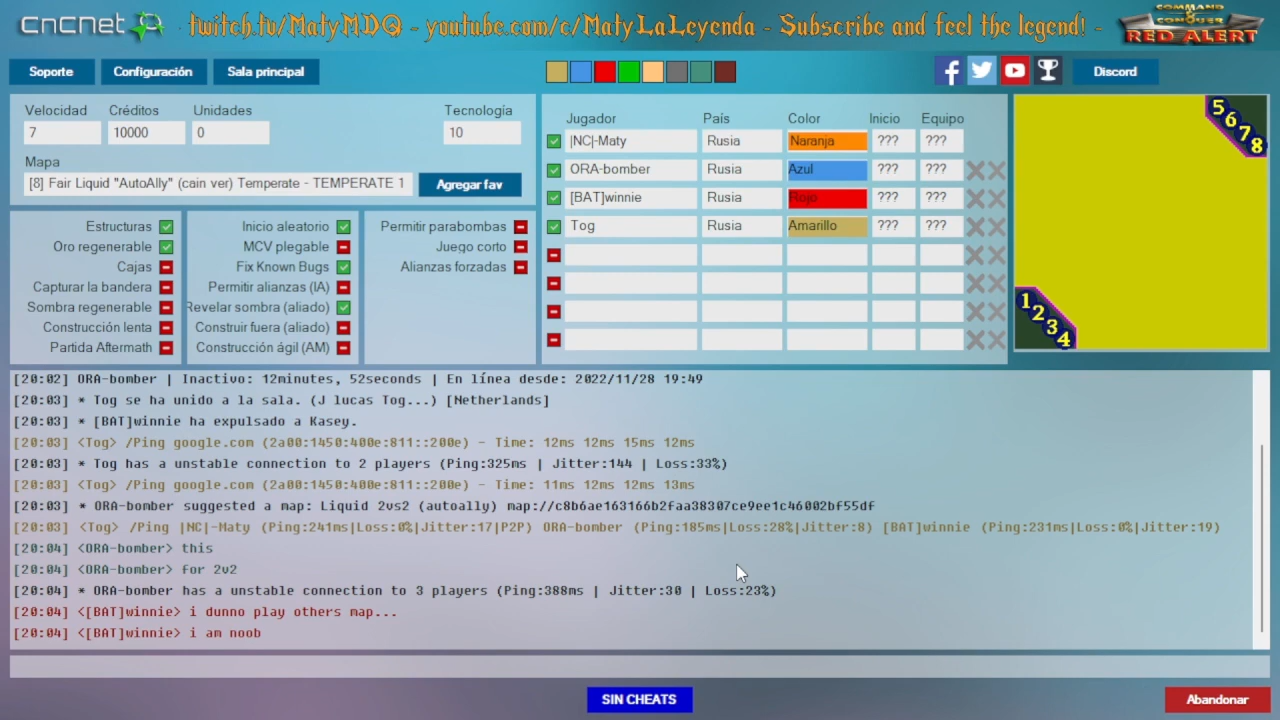 CnCNet
twitch.tv/MatyMDQ - youtube.com/c/MatyLaLeyenda - Subscribe and feel the legend! -
COMMAND & CONQUER
RED ALERT
Soporte
Configuración
Sala principal
Discord
Velocidad
Créditos
Unidades
Tecnología
7
10000
0
10
Mapa
[8] Fair Liquid "AutoAlly" (cain ver) Temperate - TEMPERATE 1
Agregar fav
Estructuras
Oro regenerable
Cajas
Capturar la bandera
Sombra regenerable
Construcción lenta
Partida Aftermath
Inicio aleatorio
MCV plegable
Fix Known Bugs
Permitir alianzas (IA)
Revelar sombra (aliado)
Construir fuera (aliado)
Construcción ágil (AM)
Permitir parabombas
Juego corto
Alianzas forzadas
Jugador País Color Inicio Equipo
|NC|-Maty Rusia Naranja ??? ???
ORA-bomber Rusia Azul ??? ???
[BAT]winnie Rusia Rojo ??? ???
Tog Rusia Amarillo ??? ???
5
6
7
8
1
2
3
4
[20:02] ORA-bomber | Inactivo: 12minutes, 52seconds | En línea desde: 2022/11/28 19:49
[20:03] * Tog se ha unido a la sala. (J lucas Tog...) [Netherlands]
[20:03] * [BAT]winnie ha expulsado a Kasey.
[20:03] <Tog> /Ping google.com (2a00:1450:400e:811::200e) - Time: 12ms 12ms 15ms 12ms
[20:03] * Tog has a unstable connection to 2 players (Ping:325ms | Jitter:144 | Loss:33%)
[20:03] <Tog> /Ping google.com (2a00:1450:400e:811::200e) - Time: 11ms 12ms 12ms 13ms
[20:03] * ORA-bomber suggested a map: Liquid 2vs2 (autoally) map://c8b6ae163166b2faa38307ce9ee1c46002bf55df
[20:03] <Tog> /Ping |NC|-Maty (Ping:241ms|Loss:0%|Jitter:17|P2P) ORA-bomber (Ping:185ms|Loss:28%|Jitter:8) [BAT]winnie (Ping:231ms|Loss:0%|Jitter:19)
[20:04] <ORA-bomber> this
[20:04] <ORA-bomber> for 2v2
[20:04] * ORA-bomber has a unstable connection to 3 players (Ping:388ms | Jitter:30 | Loss:23%)
[20:04] <[BAT]winnie> i dunno play others map...
[20:04] <[BAT]winnie> i am noob
SIN CHEATS
Abandonar